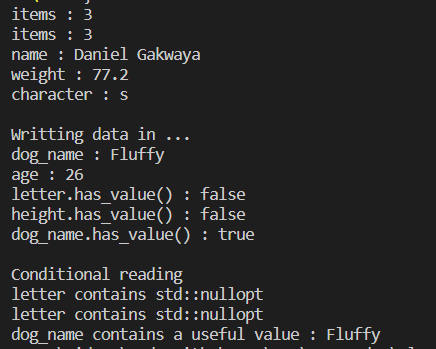 items : 3
items : 3
name : Daniel Gakwaya
weight : 77.2
character : s
Writting data in ...
dog_name : Fluffy
age : 26
letter.has_value() : false
height.has_value() : false
dog_name.has_value() : true
Conditional reading
letter contains std::nullopt
letter contains std::nullopt
dog_name contains a useful value : Fluffy